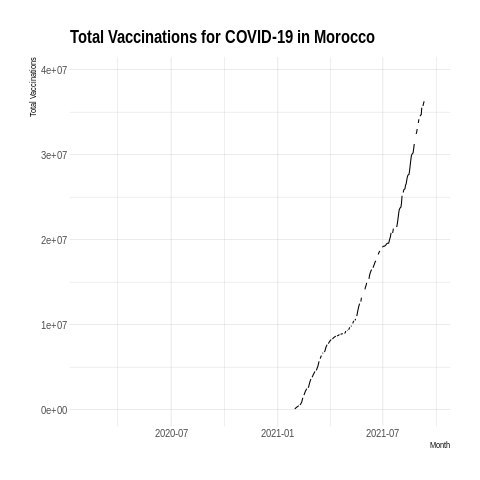 Total Vaccinations for COVID-19 in Morocco
Total Vaccinations
4e+07
3e+07
2e+07
1e+07
0e+00
2020-07
2021-01
2021-07
Month